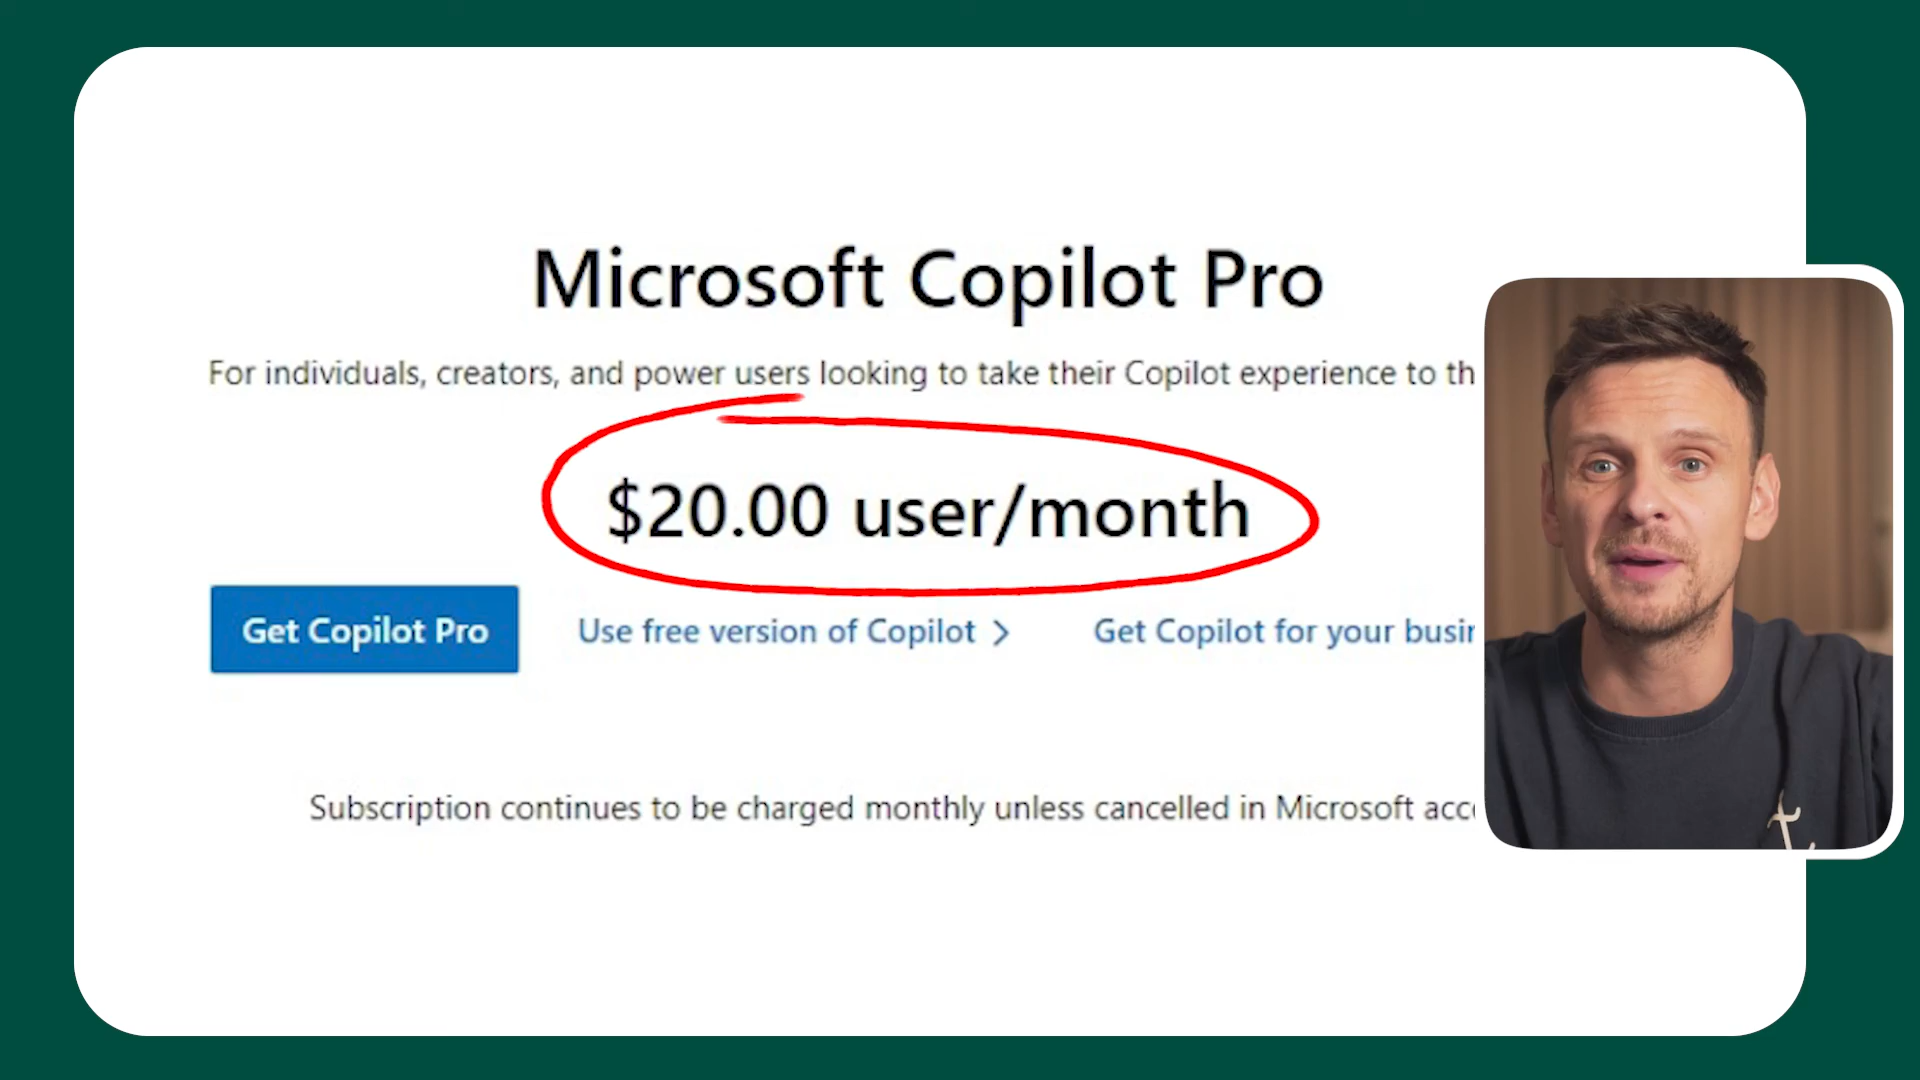 Microsoft Copilot Pro
For individuals, creators, and power users looking to take their Copilot experience to th
$20.00 user/month
Get Copilot Pro
Use free version of Copilot
Get Copilot for your busin
Subscription continues to be charged monthly unless cancelled in Microsoft acc
t